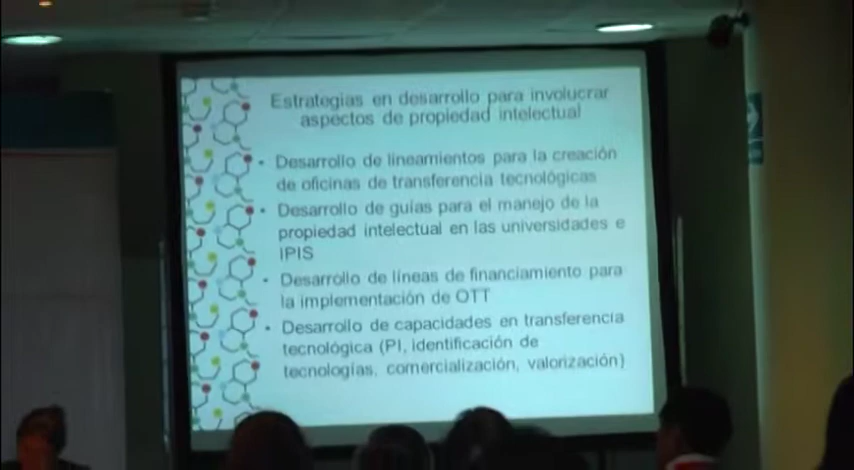 Estrategias en desarrollo para involucrar
aspectos de propiedad intelectual
• Desarrollo de lineamientos para la creación
de oficinas de transferencia tecnológicas
• Desarrollo de guías para el manejo de la
propiedad intelectual en las universidades e
IPIS
• Desarrollo de líneas de financiamiento para
la implementación de OTT
• Desarrollo de capacidades en transferencia
tecnológica (PI, identificación de
tecnologías, comercialización, valorización)